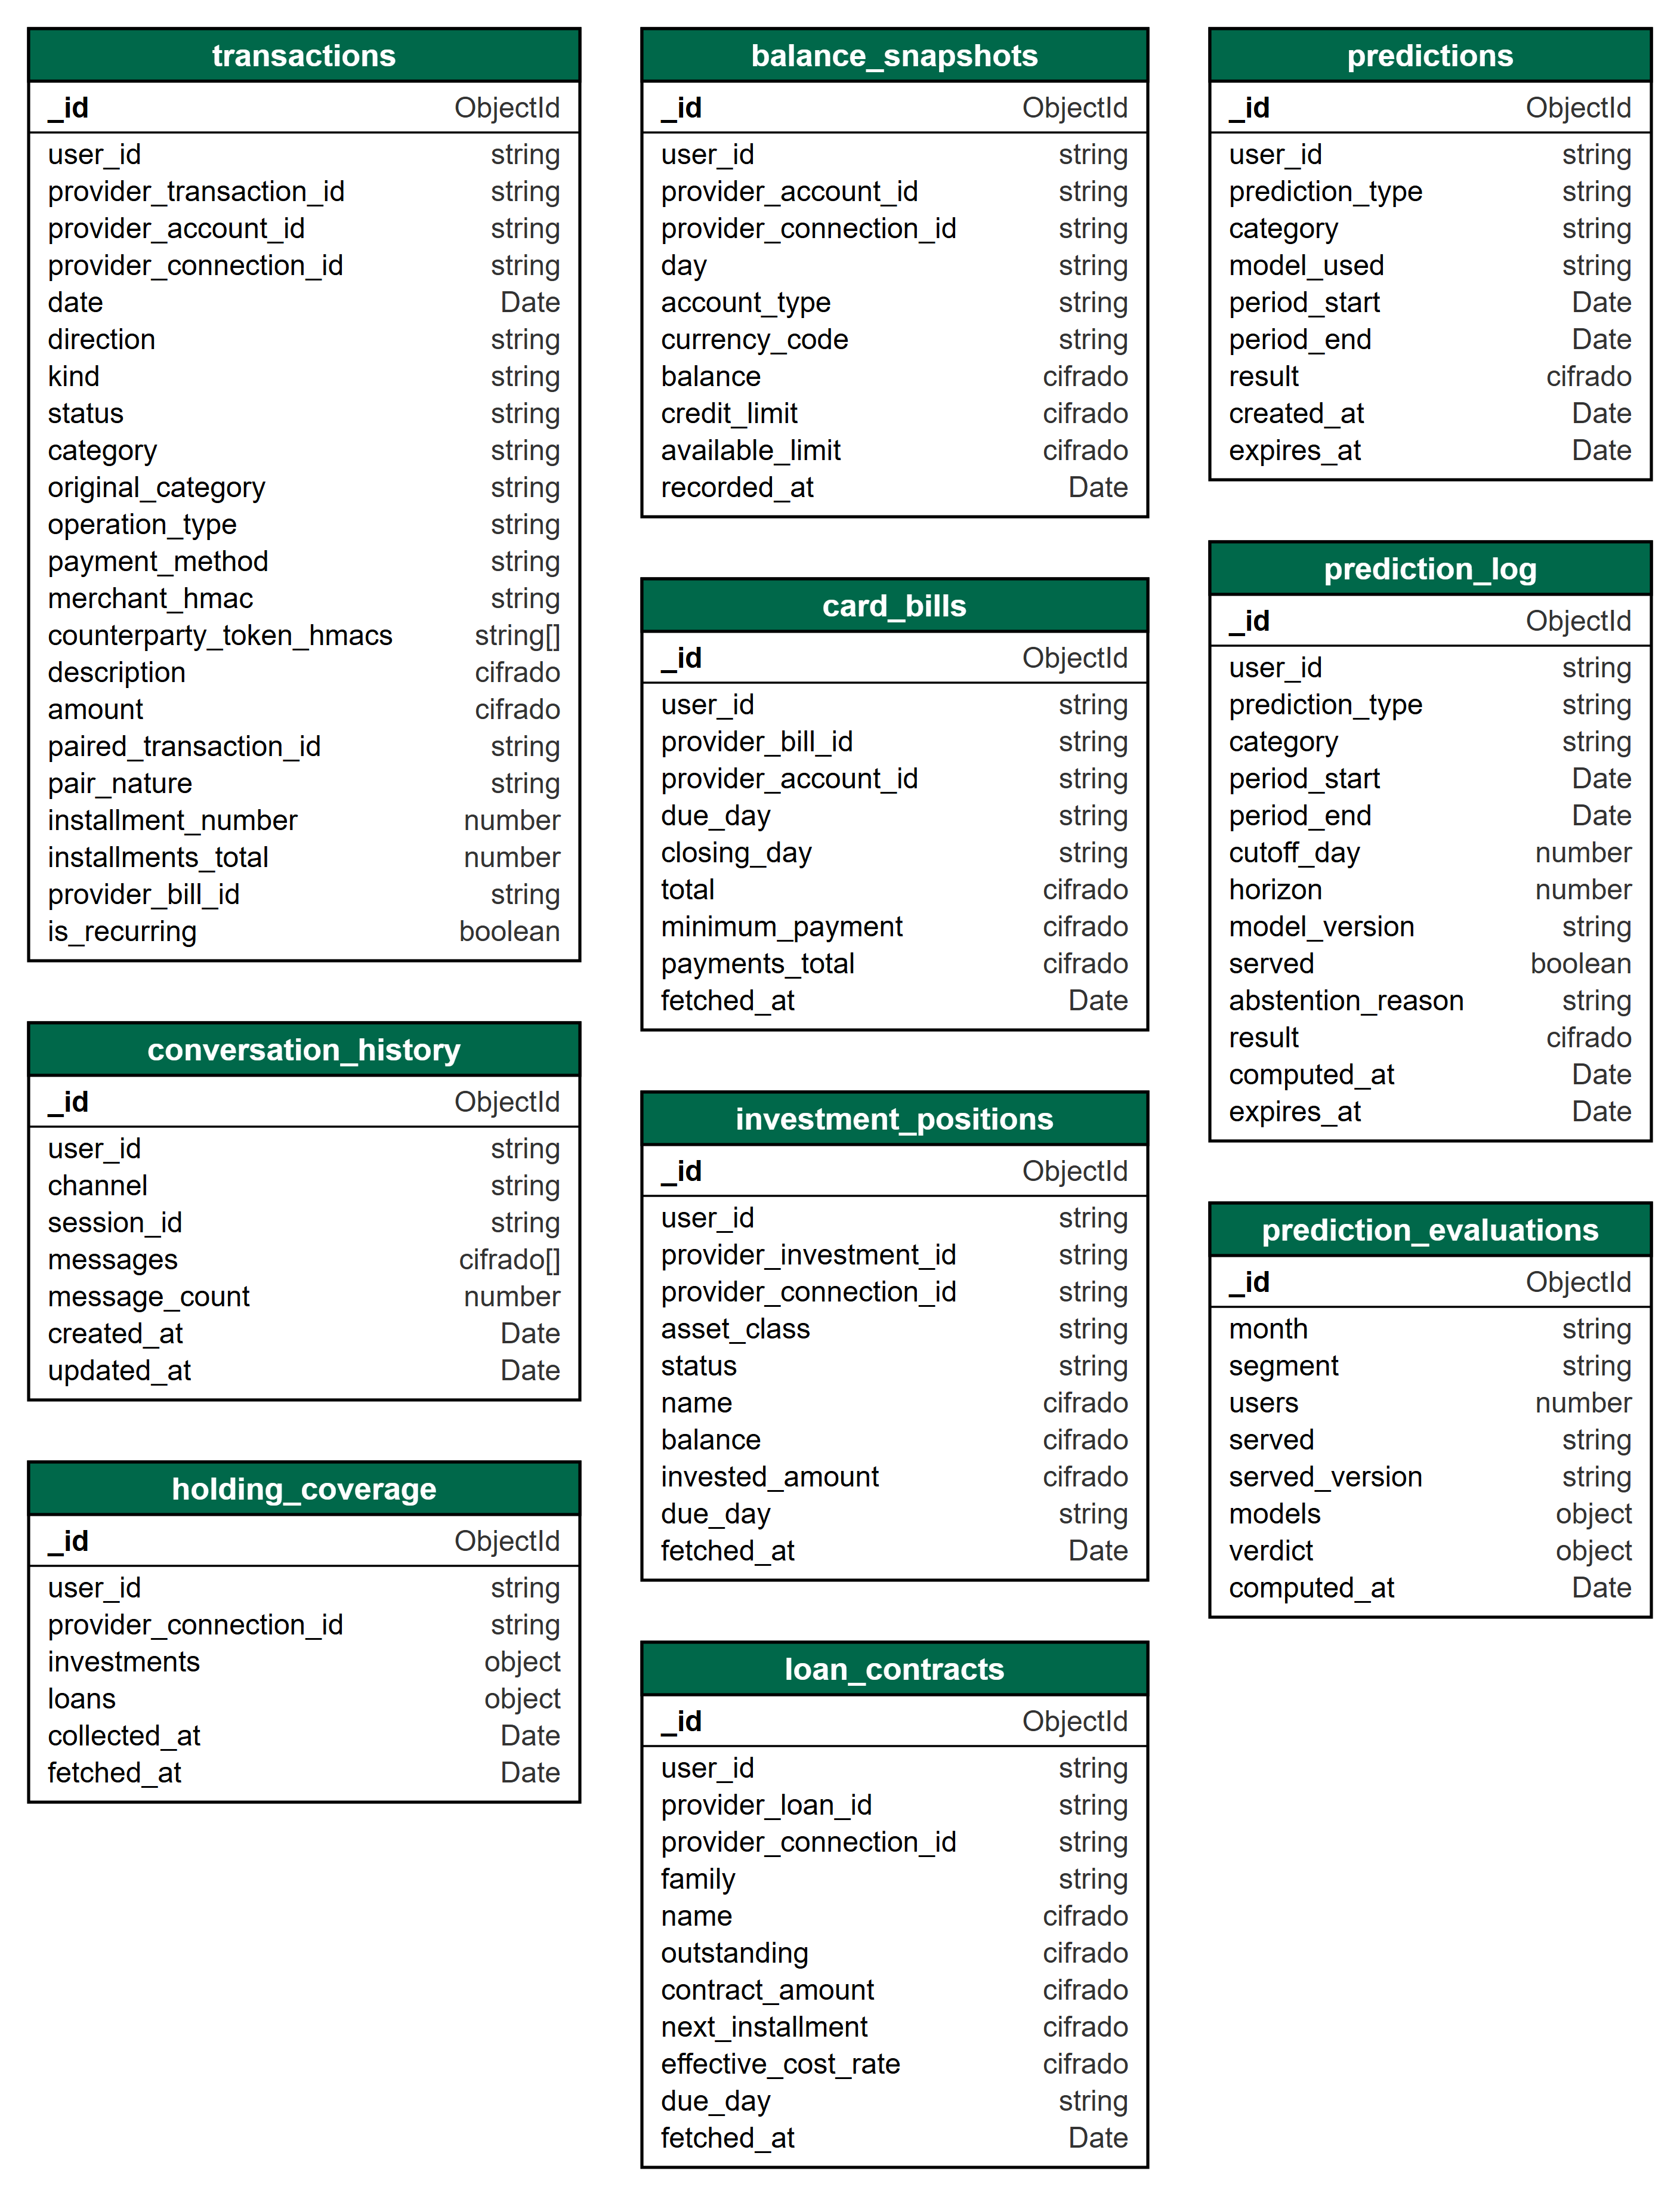 transactions
_id ObjectId
user_id string
provider_transaction_id string
provider_account_id string
provider_connection_id string
date Date
direction string
kind string
status string
category string
original_category string
operation_type string
payment_method string
merchant_hmac string
counterparty_token_hmacs string[]
description cifrado
amount cifrado
paired_transaction_id string
pair_nature string
installment_number number
installments_total number
provider_bill_id string
is_recurring boolean
conversation_history
_id ObjectId
user_id string
channel string
session_id string
messages cifrado[]
message_count number
created_at Date
updated_at Date
holding_coverage
_id ObjectId
user_id string
provider_connection_id string
investments object
loans object
collected_at Date
fetched_at Date
balance_snapshots
_id ObjectId
user_id string
provider_account_id string
provider_connection_id string
day string
account_type string
currency_code string
balance cifrado
credit_limit cifrado
available_limit cifrado
recorded_at Date
card_bills
_id ObjectId
user_id string
provider_bill_id string
provider_account_id string
due_day string
closing_day string
total cifrado
minimum_payment cifrado
payments_total cifrado
fetched_at Date
investment_positions
_id ObjectId
user_id string
provider_investment_id string
provider_connection_id string
asset_class string
status string
name cifrado
balance cifrado
invested_amount cifrado
due_day string
fetched_at Date
loan_contracts
_id ObjectId
user_id string
provider_loan_id string
provider_connection_id string
family string
name cifrado
outstanding cifrado
contract_amount cifrado
next_installment cifrado
effective_cost_rate cifrado
due_day string
fetched_at Date
predictions
_id ObjectId
user_id string
prediction_type string
category string
model_used string
period_start Date
period_end Date
result cifrado
created_at Date
expires_at Date
prediction_log
_id ObjectId
user_id string
prediction_type string
category string
period_start Date
period_end Date
cutoff_day number
horizon number
model_version string
served boolean
abstention_reason string
result cifrado
computed_at Date
expires_at Date
prediction_evaluations
_id ObjectId
month string
segment string
users number
served string
served_version string
models object
verdict object
computed_at Date